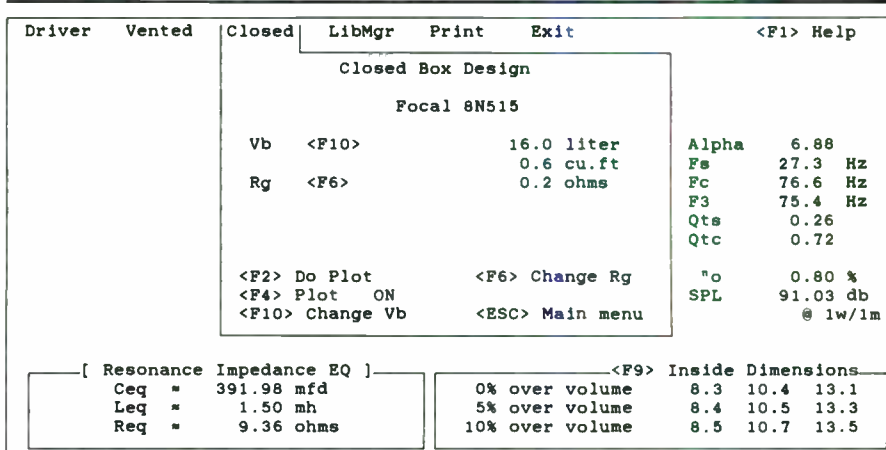 Driver Vented Closed LibMgr Print Exit <F1> Help
Closed Box Design
Focal 8N515
Vb <F10> 16.0 liter Alpha 6.88
0.6 cu.ft Fs 27.3 Hz
Rg <F6> 0.2 ohms Fc 76.6 Hz
F3 75.4 Hz
Qts 0.26
Qtc 0.72
<F2> Do Plot <F6> Change Rg "o 0.80 %
<F4> Plot ON SPL 91.03 db
<F10> Change Vb <ESC> Main menu @ 1w/1m
[ Resonance Impedance EQ ] <F9> Inside Dimensions
Ceq ≈ 391.98 mfd 0% over volume 8.3 10.4 13.1
Leq ≈ 1.50 mh 5% over volume 8.4 10.5 13.3
Req ≈ 9.36 ohms 10% over volume 8.5 10.7 13.5